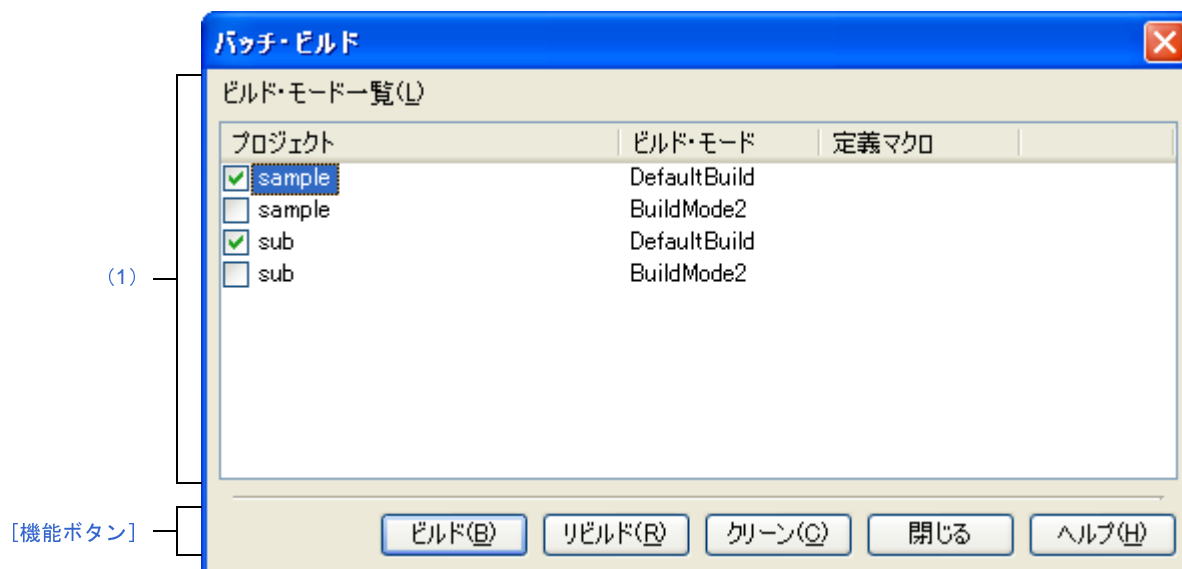 バッチ・ビルド
ビルド・モード一覧(L)
プロジェクト ビルド・モード 定義マクロ
sample DefaultBuild
sample BuildMode2
sub DefaultBuild
sub BuildMode2
(1)
[機能ボタン]
ビルド(B) リビルド(R) クリーン(C) 閉じる ヘルプ(H)